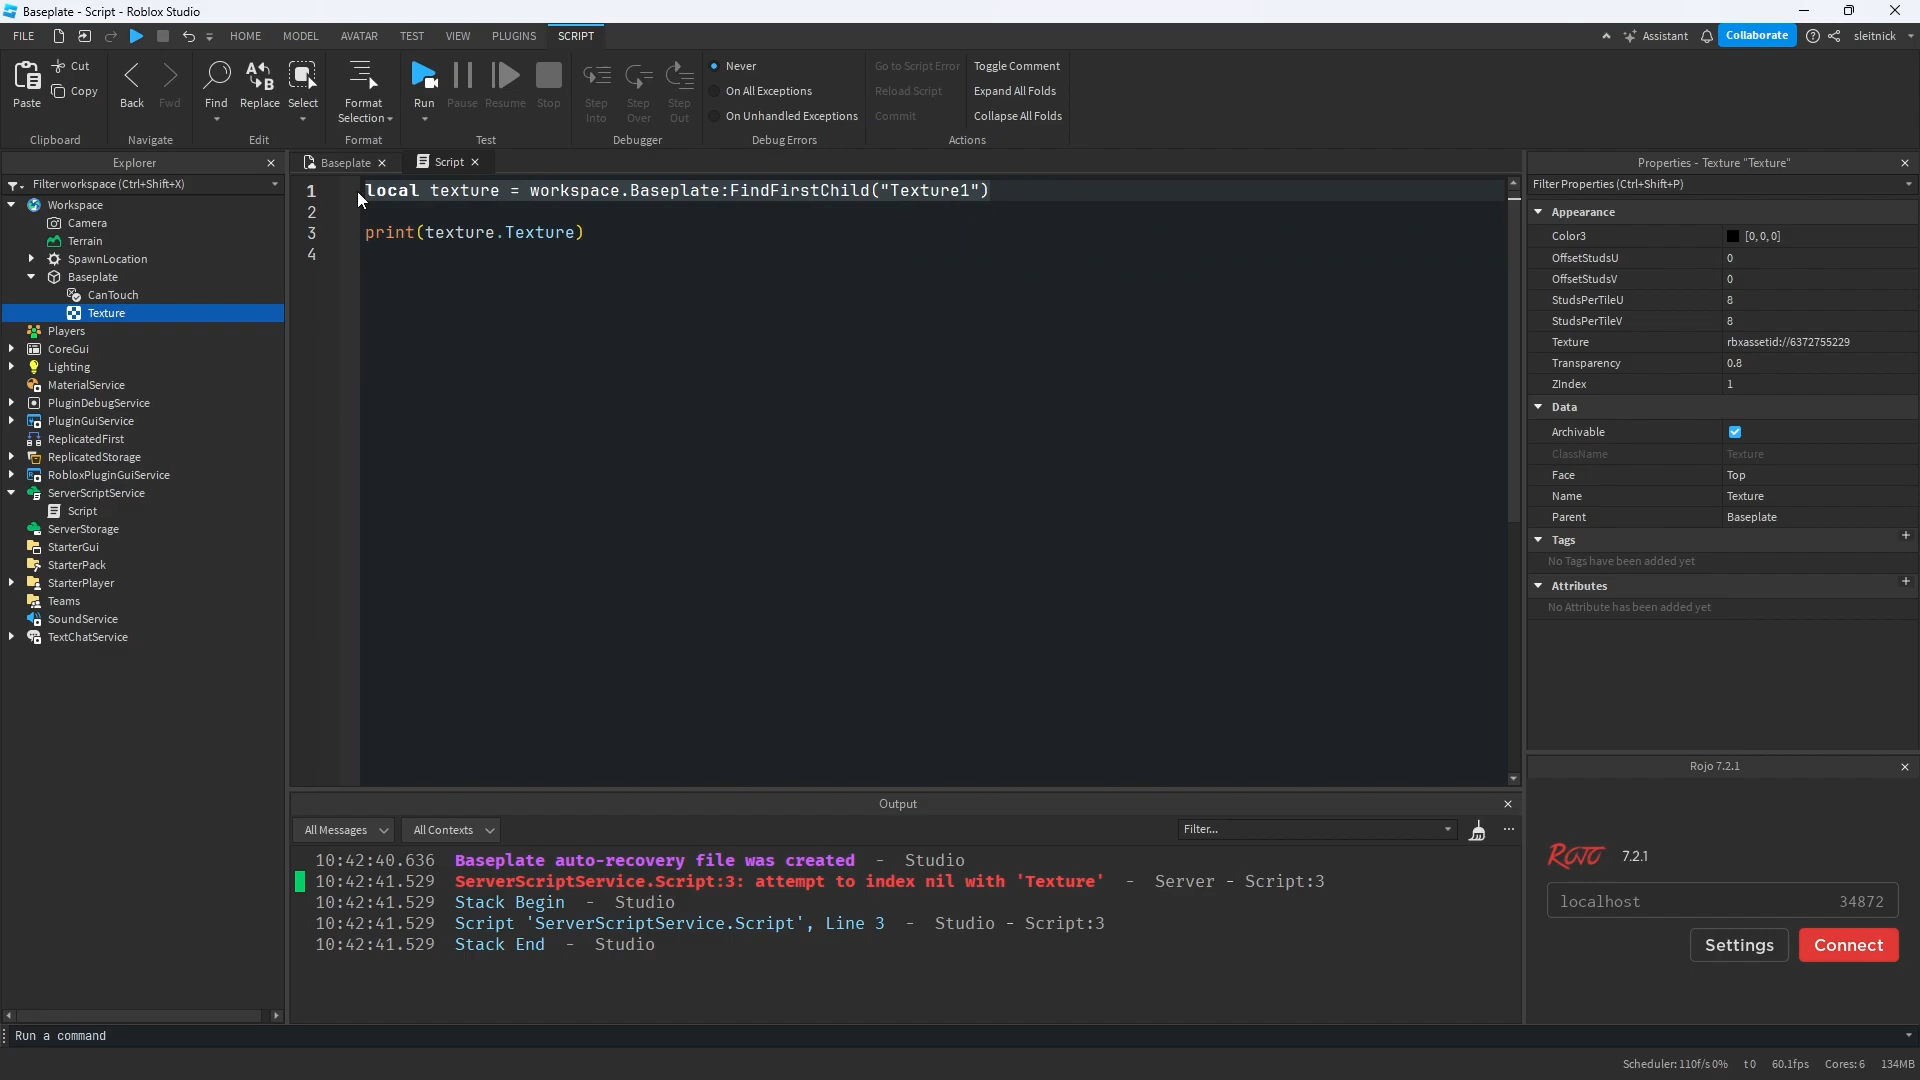 Baseplate - Script - Roblox Studio
FILE HOME MODEL AVATAR TEST VIEW PLUGINS SCRIPT Assistant Collaborate sleitnick
Paste Cut Copy Clipboard
Back Fwd Navigate
Find Replace Select Edit
Format Selection Format
Run Pause Resume Stop Test
Step Into Step Over Step Out Debugger
Never
On All Exceptions
On Unhandled Exceptions
Debug Errors
Go to Script Error Toggle Comment
Reload Script Expand All Folds
Commit Collapse All Folds
Actions
Explorer
Filter workspace (Ctrl+Shift+X)
Workspace
Camera
Terrain
SpawnLocation
Baseplate
CanTouch
Texture
Players
CoreGui
Lighting
MaterialService
PluginDebugService
PluginGuiService
ReplicatedFirst
ReplicatedStorage
RobloxPluginGuiService
ServerScriptService
Script
ServerStorage
StarterGui
StarterPack
StarterPlayer
Teams
SoundService
TextChatService
Baseplate Script
1 local texture = workspace.Baseplate:FindFirstChild("Texture1")
2
3 print(texture.Texture)
4
Output
All Messages All Contexts Filter...
10:42:40.636 Baseplate auto-recovery file was created - Studio
10:42:41.529 ServerScriptService.Script:3: attempt to index nil with 'Texture' - Server - Script:3
10:42:41.529 Stack Begin - Studio
10:42:41.529 Script 'ServerScriptService.Script', Line 3 - Studio - Script:3
10:42:41.529 Stack End - Studio
Properties - Texture "Texture"
Filter Properties (Ctrl+Shift+P)
Appearance
Color3 [0, 0, 0]
OffsetStudsU 0
OffsetStudsV 0
StudsPerTileU 8
StudsPerTileV 8
Texture rbxassetid://6372755229
Transparency 0.8
ZIndex 1
Data
Archivable
ClassName Texture
Face Top
Name Texture
Parent Baseplate
Tags
No Tags have been added yet
Attributes
No Attribute has been added yet
Rojo 7.2.1
ROJO 7.2.1
localhost 34872
Settings Connect
Run a command
Scheduler: 110f/s 0% t0 60.1fps Cores: 6 134MB